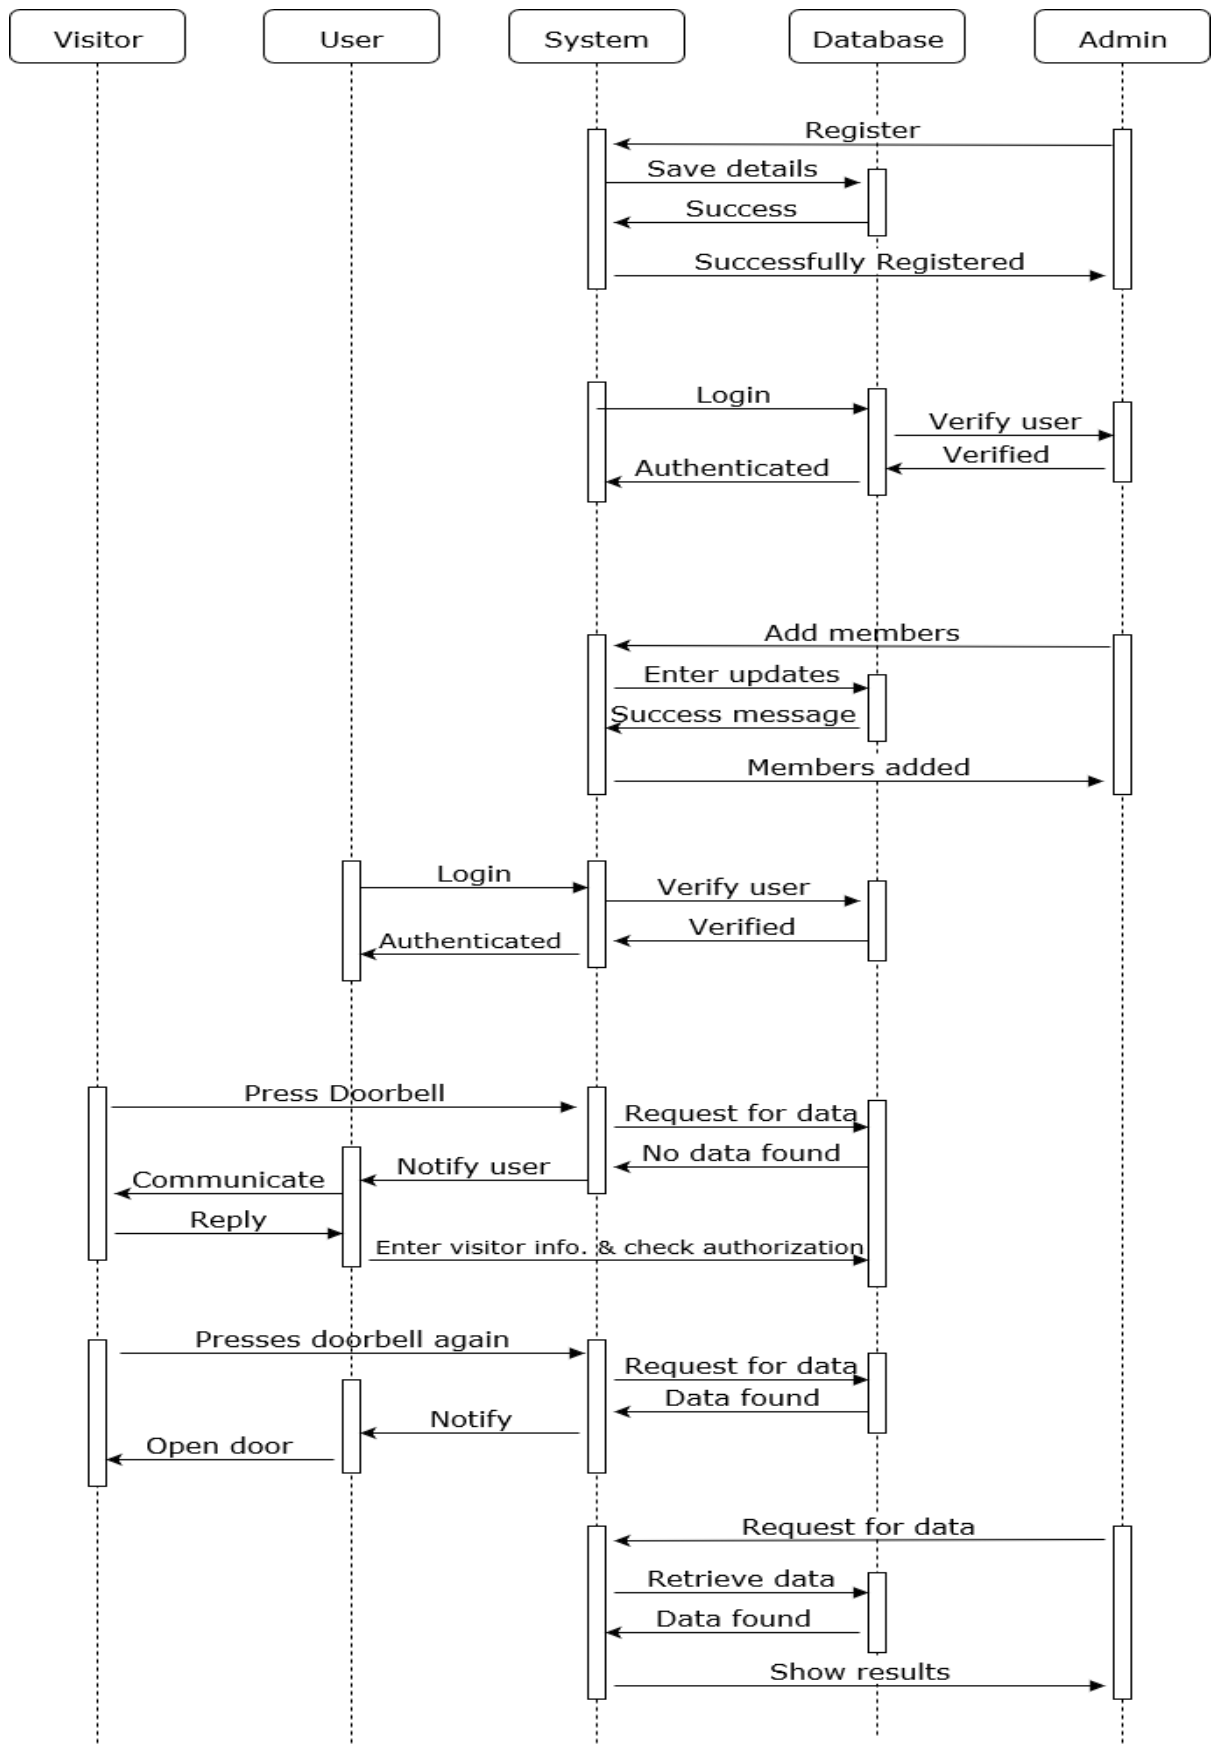 Visitor
User
System
Database
Admin
Register
Save details
Success
Successfully Registered
Login
Verify user
Verified
Authenticated
Add members
Enter updates
Success message
Members added
Login
Verify user
Verified
Authenticated
Press Doorbell
Request for data
No data found
Notify user
Communicate
Reply
Enter visitor info. & check authorization
Presses doorbell again
Request for data
Data found
Notify
Open door
Request for data
Retrieve data
Data found
Show results